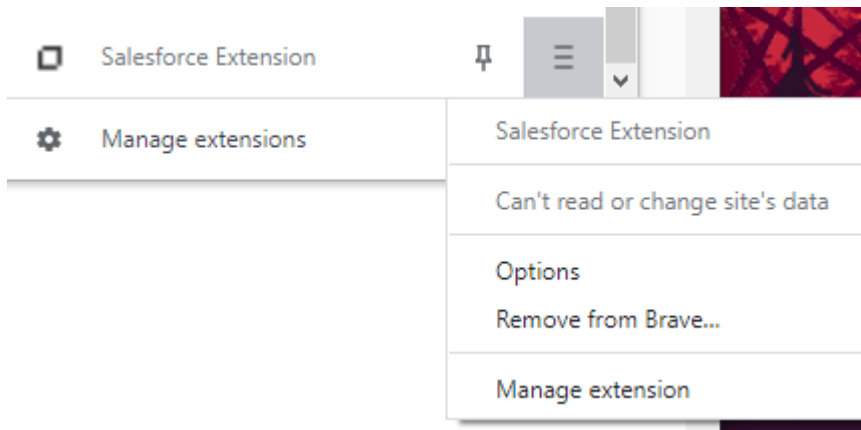 Salesforce Extension
Manage extensions
Salesforce Extension
Can't read or change site's data
Options
Remove from Brave...
Manage extension